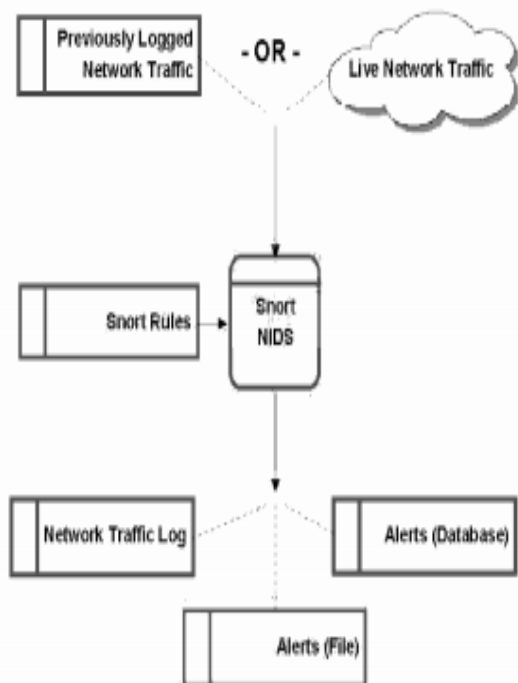 Previously Logged
Network Traffic
- OR -
Live Network Traffic
Snort Rules
Snort
NIDS
Network Traffic Log
Alerts (Database)
Alerts (File)